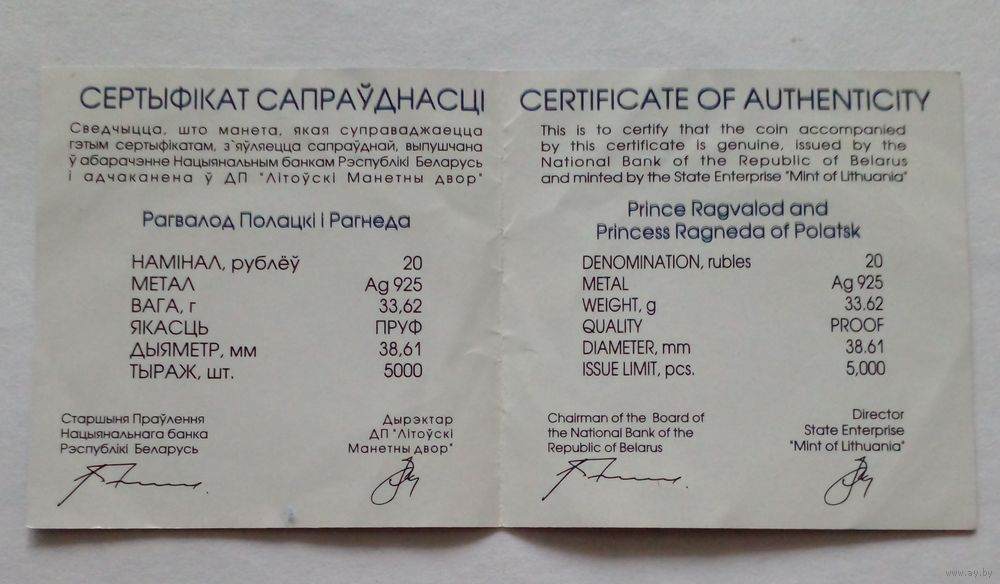 СЕРТЫФІКАТ САПРАЎДНАСЦІ
Сведчыцца, што манета, якая суправаджаецца
гэтым сертыфікатам, з`яўляецца сапраўднай, выпушчана
ў абарачэнне Нацыянальным банкам Рэспублікі Беларусь
і адчаканена ў ДП "Літоўскі Манетны двор"
Рагвалод Полацкі і Рагнеда
НАМІНАЛ, рублёў 20
МЕТАЛ Ag 925
ВАГА, г 33,62
ЯКАСЦЬ ПРУФ
ДЫЯМЕТР, мм 38,61
ТЫРАЖ, шт. 5000
Старшыня Праўлення
Нацыянальнага банка
Рэспублікі Беларусь
Дырэктар
ДП "Літоўскі
Манетны двор"
CERTIFICATE OF AUTHENTICITY
This is to certify that the coin accompanied
by this certificate is genuine, issued by the
National Bank of the Republic of Belarus
and minted by the State Enterprise "Mint of Lithuania"
Prince Ragvalod and
Princess Ragneda of Polatsk
DENOMINATION, rubles 20
METAL Ag 925
WEIGHT, g 33.62
QUALITY PROOF
DIAMETER, mm 38.61
ISSUE LIMIT, pcs. 5,000
Chairman of the Board of
the National Bank of the
Republic of Belarus
Director
State Enterprise
"Mint of Lithuania"
www.ay.by